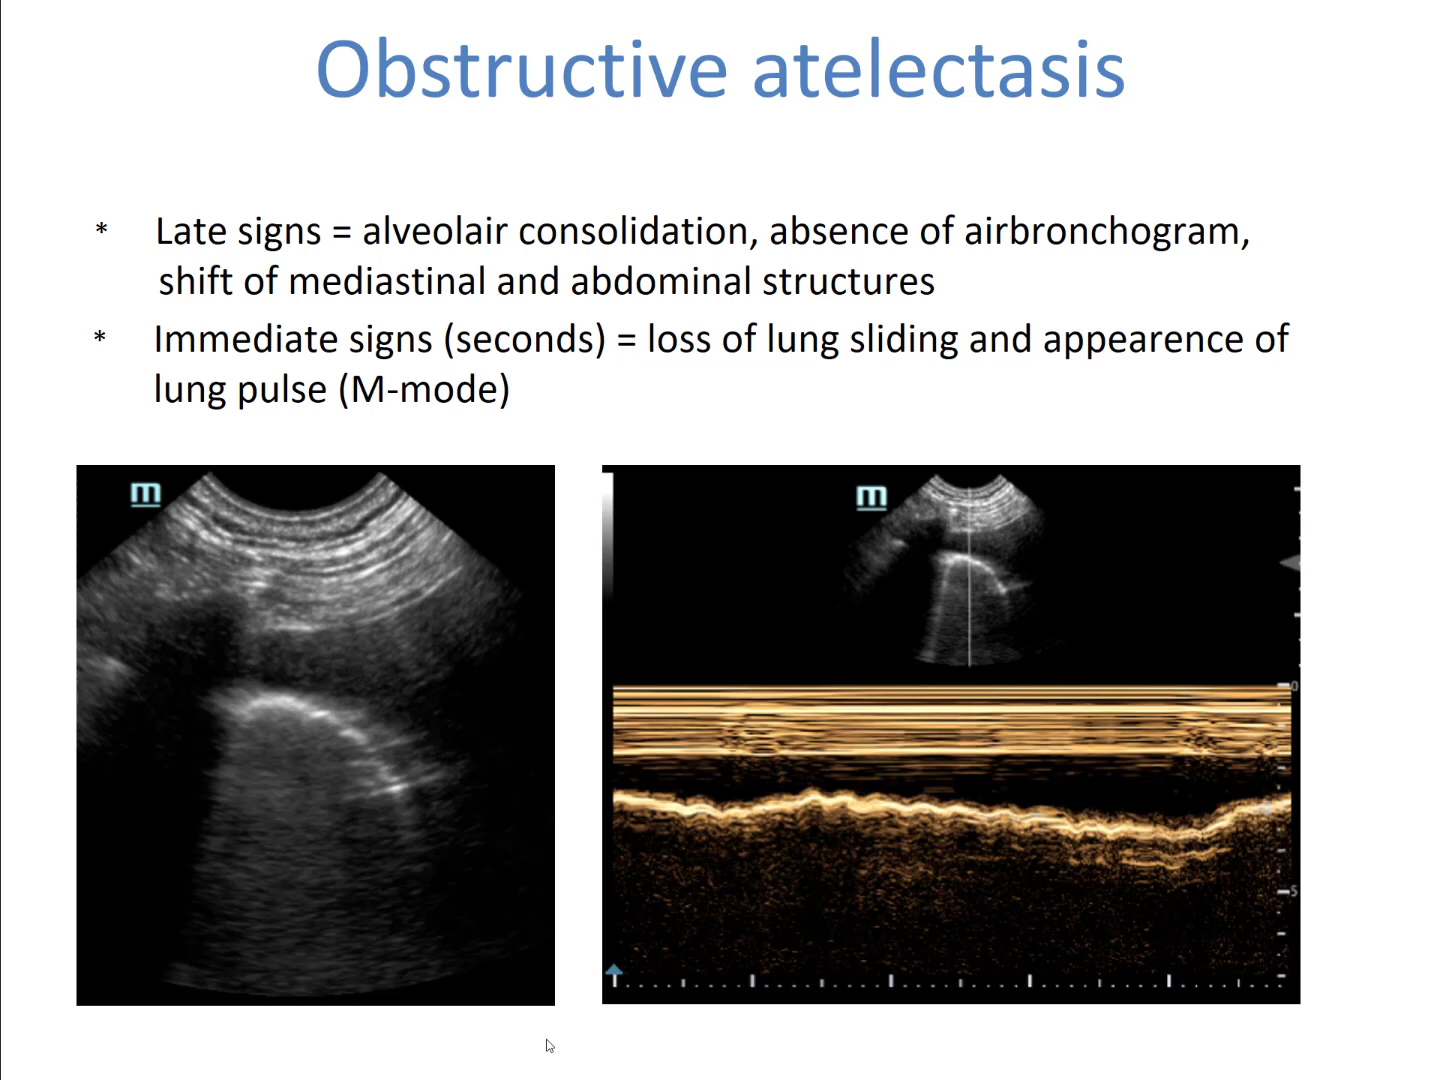 Obstructive atelectasis
* Late signs = alveolair consolidation, absence of airbronchogram,
shift of mediastinal and abdominal structures
* Immediate signs (seconds) = loss of lung sliding and appearence of
lung pulse (M-mode)
m
m
0
5